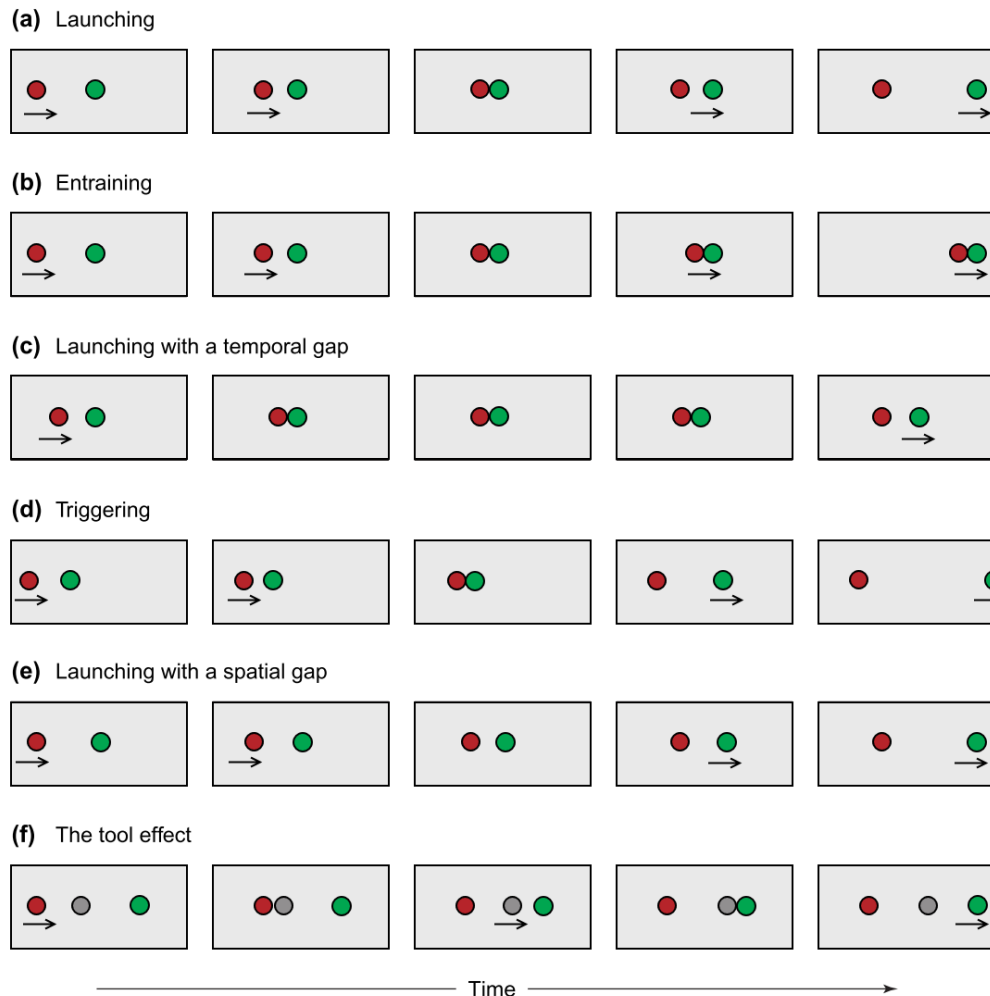 (a) Launching
(b) Entraining
(c) Launching with a temporal gap
(d) Triggering
(e) Launching with a spatial gap
(f) The tool effect
Time